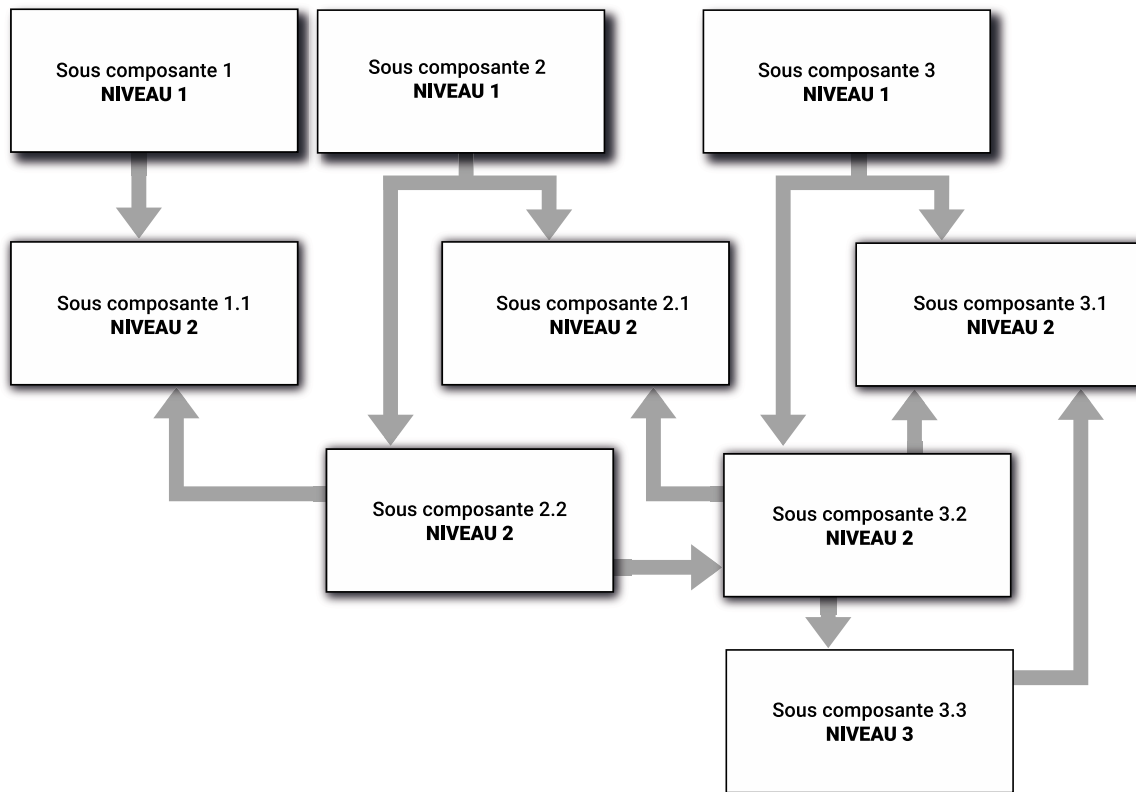 Sous composante 1
NIVEAU 1
Sous composante 2
NIVEAU 1
Sous composante 3
NIVEAU 1
Sous composante 1.1
NIVEAU 2
Sous composante 2.1
NIVEAU 2
Sous composante 3.1
NIVEAU 2
Sous composante 2.2
NIVEAU 2
Sous composante 3.2
NIVEAU 2
Sous composante 3.3
NIVEAU 3